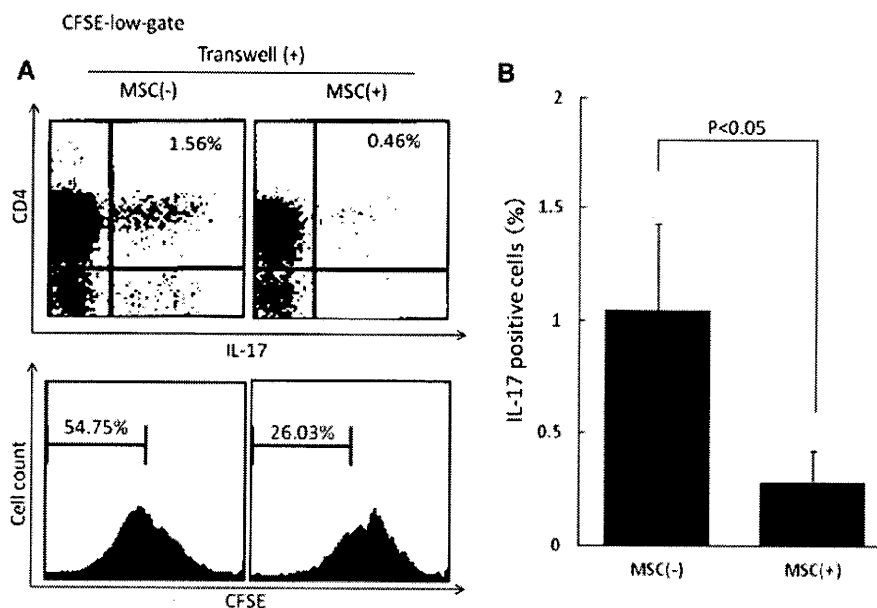 CFSE-low-gate
Transwell (+)
A
MSC(-) MSC(+)
1.56% 0.46%
CD4
IL-17
54.75% 26.03%
Cell count
CFSE
B
2
P<0.05
1.5
1
0.5
0
IL-17 positive cells (%)
MSC(-) MSC(+)